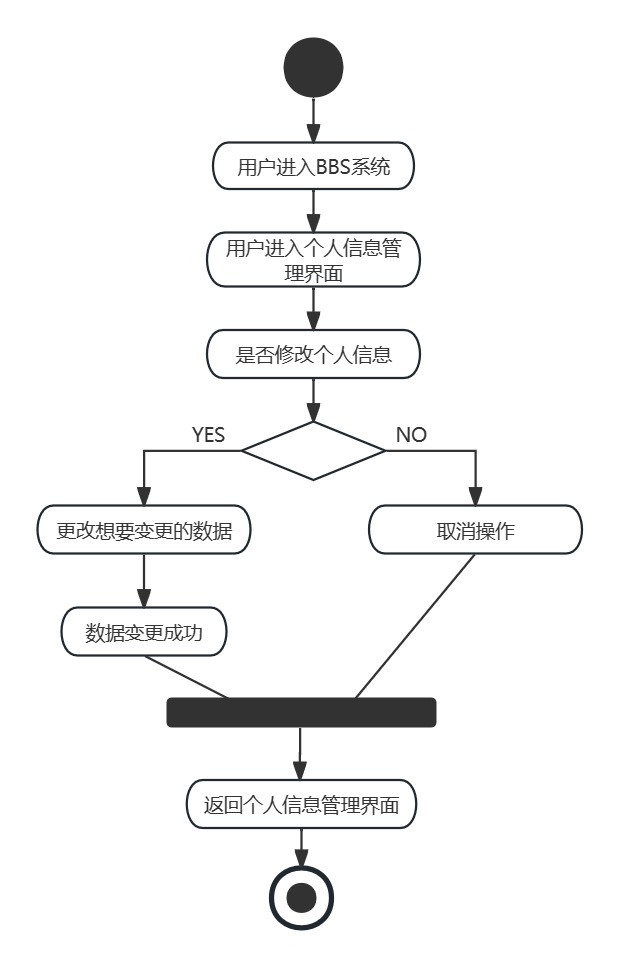 用户进入BBS系统
用户进入个人信息管
理界面
是否修改个人信息
YES
NO
更改想要变更的数据
取消操作
数据变更成功
返回个人信息管理界面